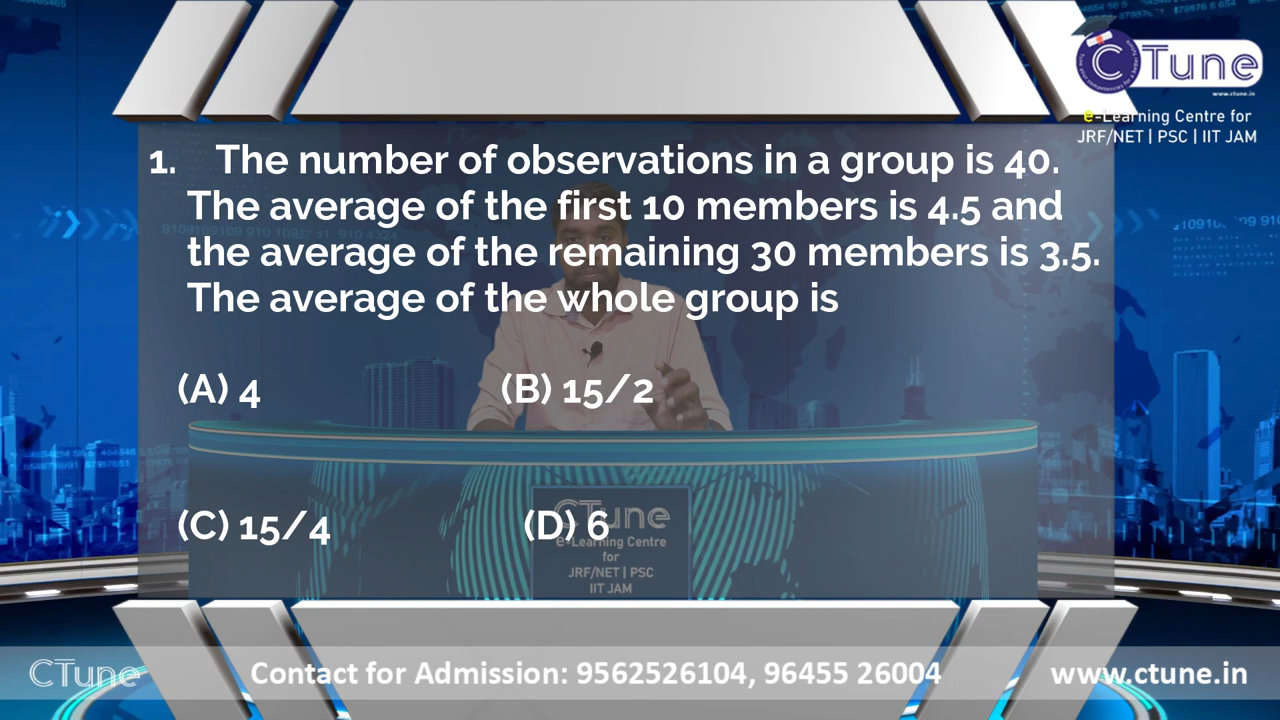 CTune
www.ctune.in
e-Learning Centre for
JRF/NET | PSC | IIT JAM
1. The number of observations in a group is 40.
The average of the first 10 members is 4.5 and
the average of the remaining 30 members is 3.5.
The average of the whole group is
(A) 4 (B) 15/2
(C) 15/4 (D) 6
CTune
e-Learning Centre
for
JRF/NET | PSC
IIT JAM
CTune Contact for Admission: 9562526104, 96455 26004 www.ctune.in